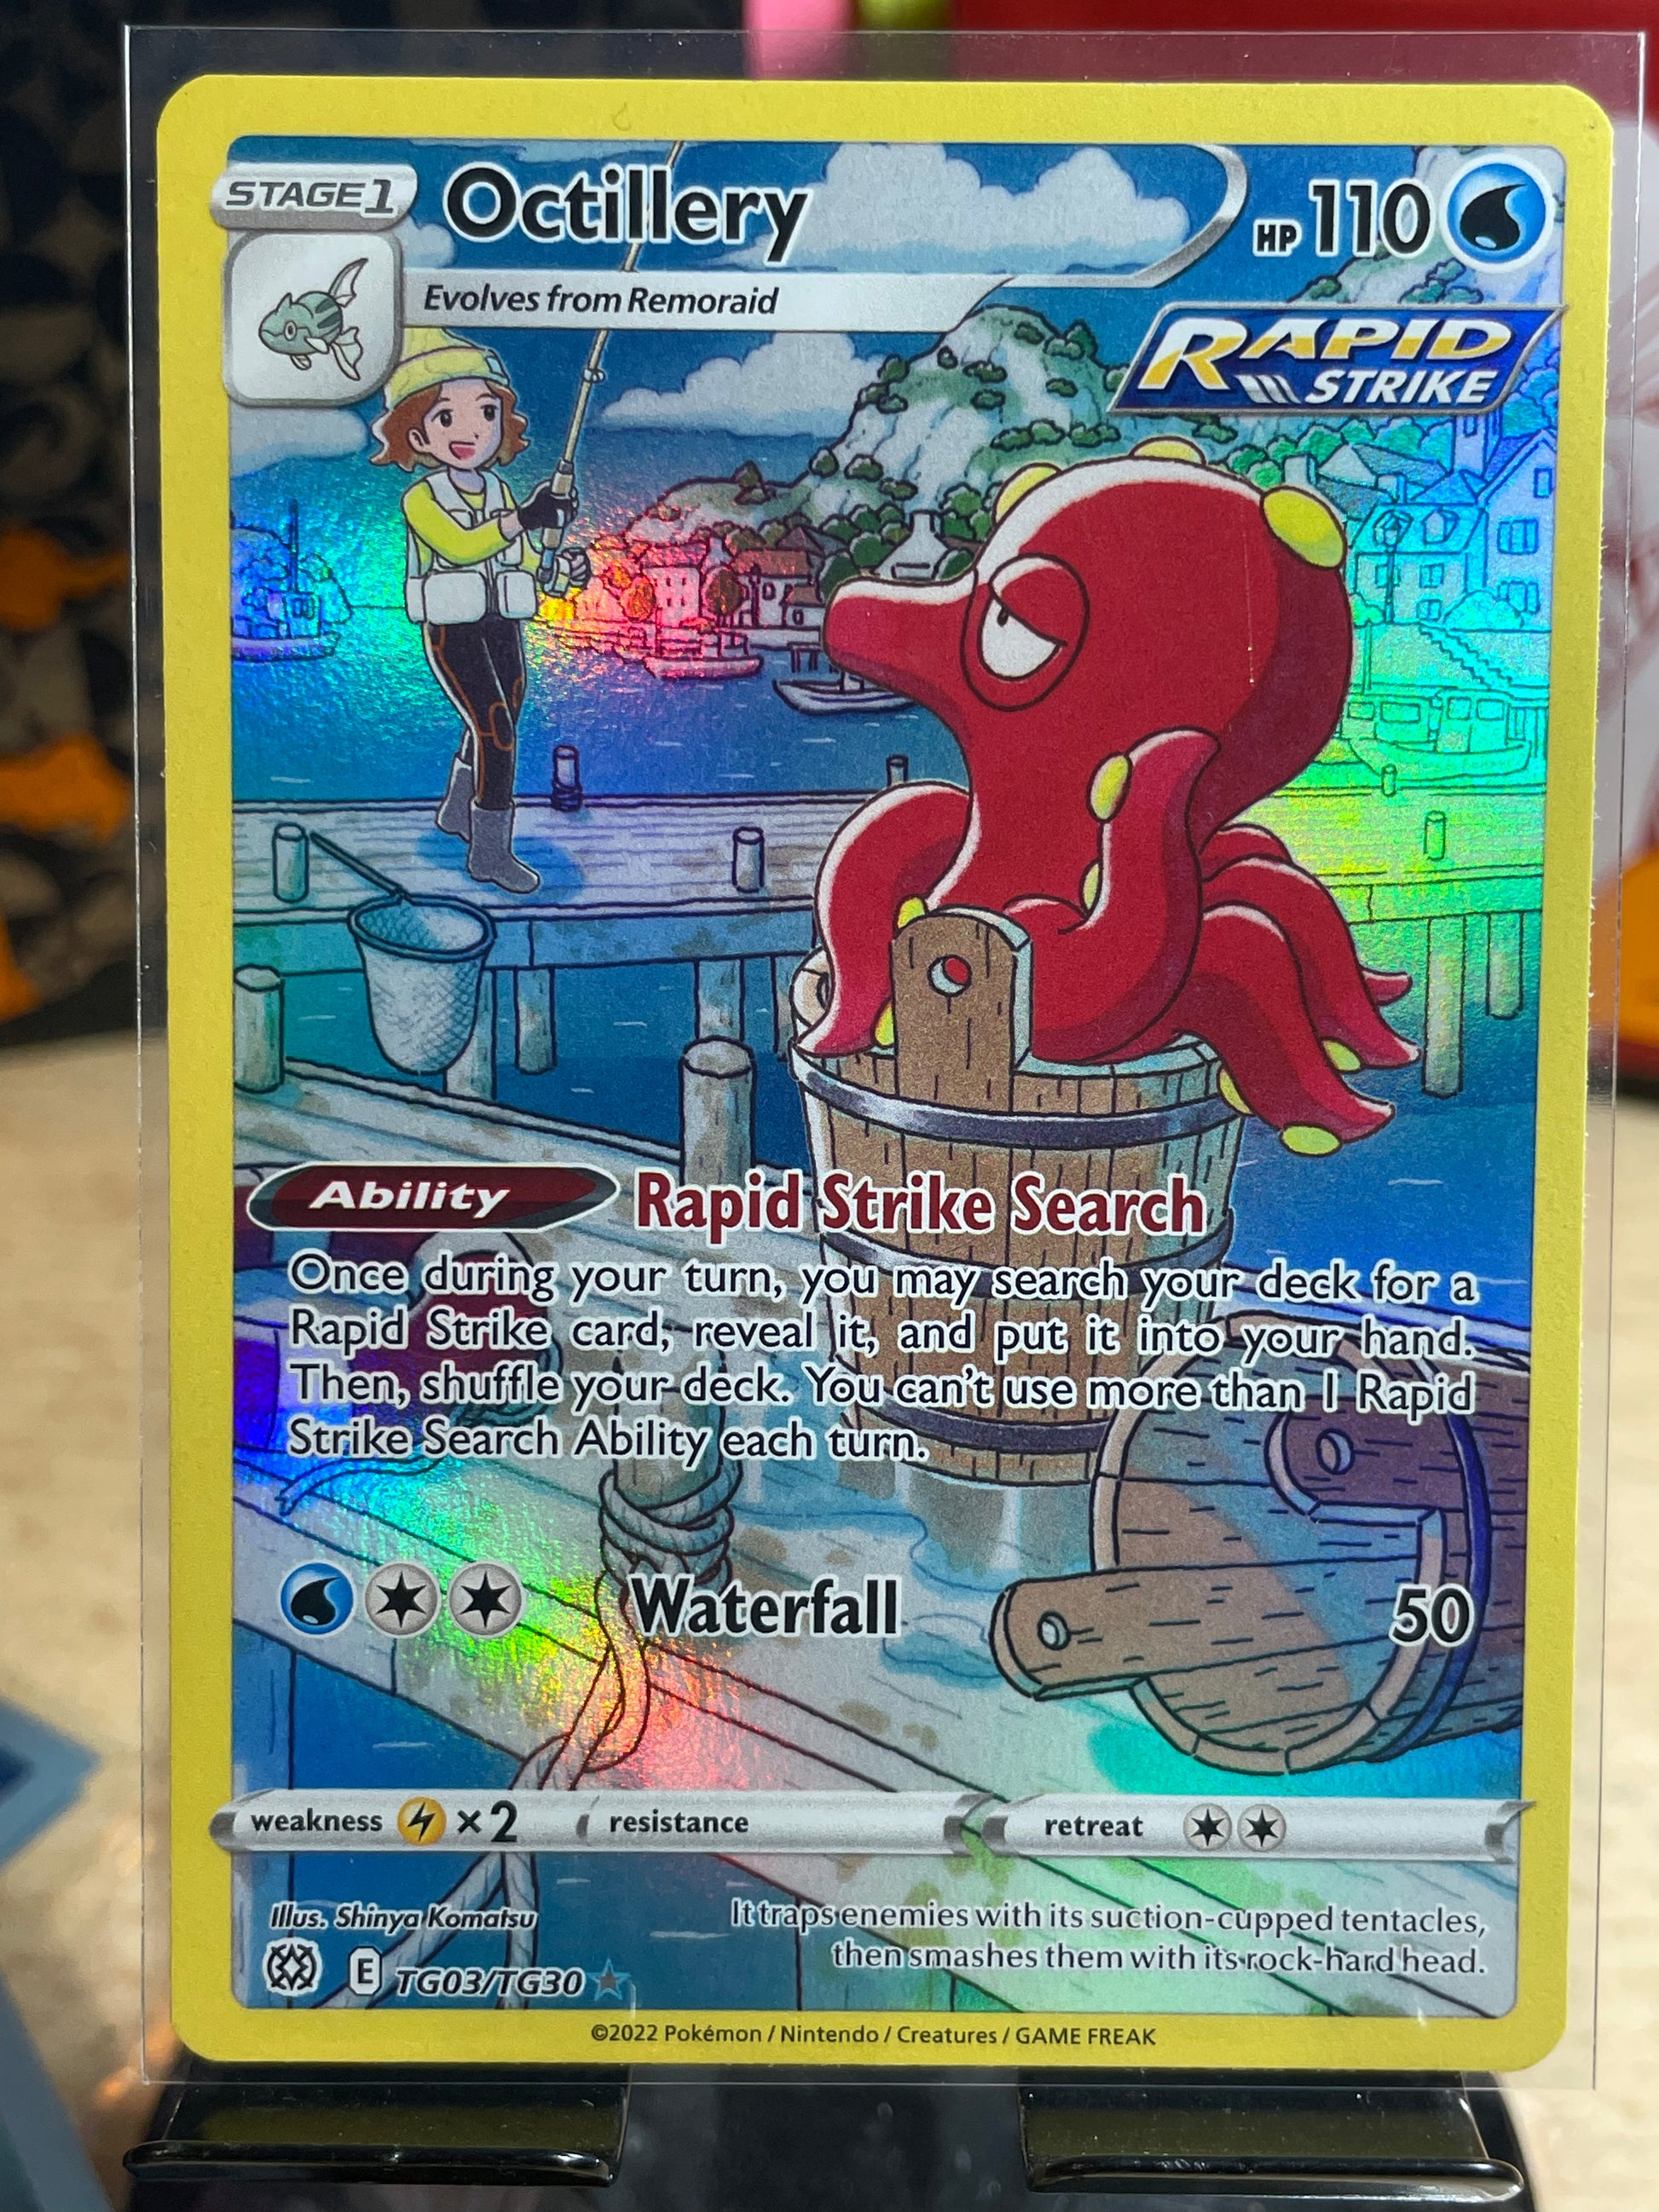 STAGE 1
Octillery
HP 110
Evolves from Remoraid
RAPID
STRIKE
Ability Rapid Strike Search
Once during your turn, you may search your deck for a
Rapid Strike card, reveal it, and put it into your hand.
Then, shuffle your deck. You can't use more than 1 Rapid
Strike Search Ability each turn.
Waterfall 50
weakness ×2 resistance retreat
Illus. Shinya Komatsu
It traps enemies with its suction-cupped tentacles,
then smashes them with its rock-hard head.
E TG03/TG30
©2022 Pokémon / Nintendo / Creatures / GAME FREAK